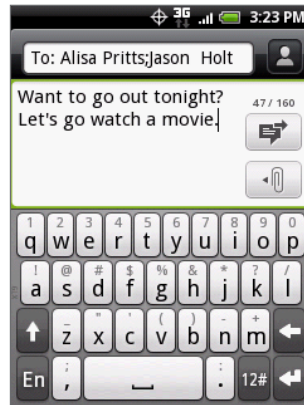 3G 3:23 PM
To: Alisa Pritts;Jason Holt
Want to go out tonight?
Let's go watch a movie.
47 / 160
1 2 3 4 5 6 7 8 9 0
q w e r t y u i o p
! @ # $ % & * ? /
a s d f g h j k l
_ " ' ( ) - +
z x c v b n m
En ; , : . 12#